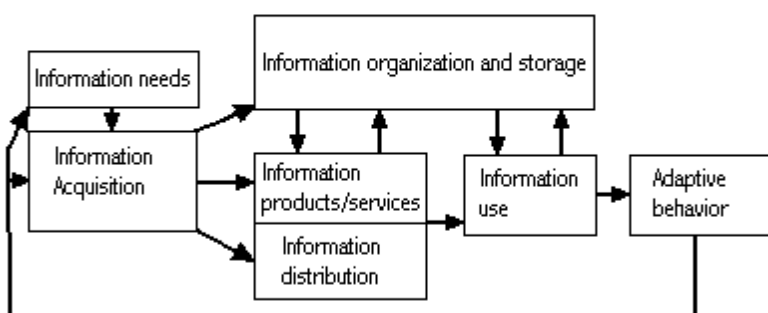 Information needs
Information organization and storage
Information
Acquisition
Information
products/services
Information
distribution
Information
use
Adaptive
behavior